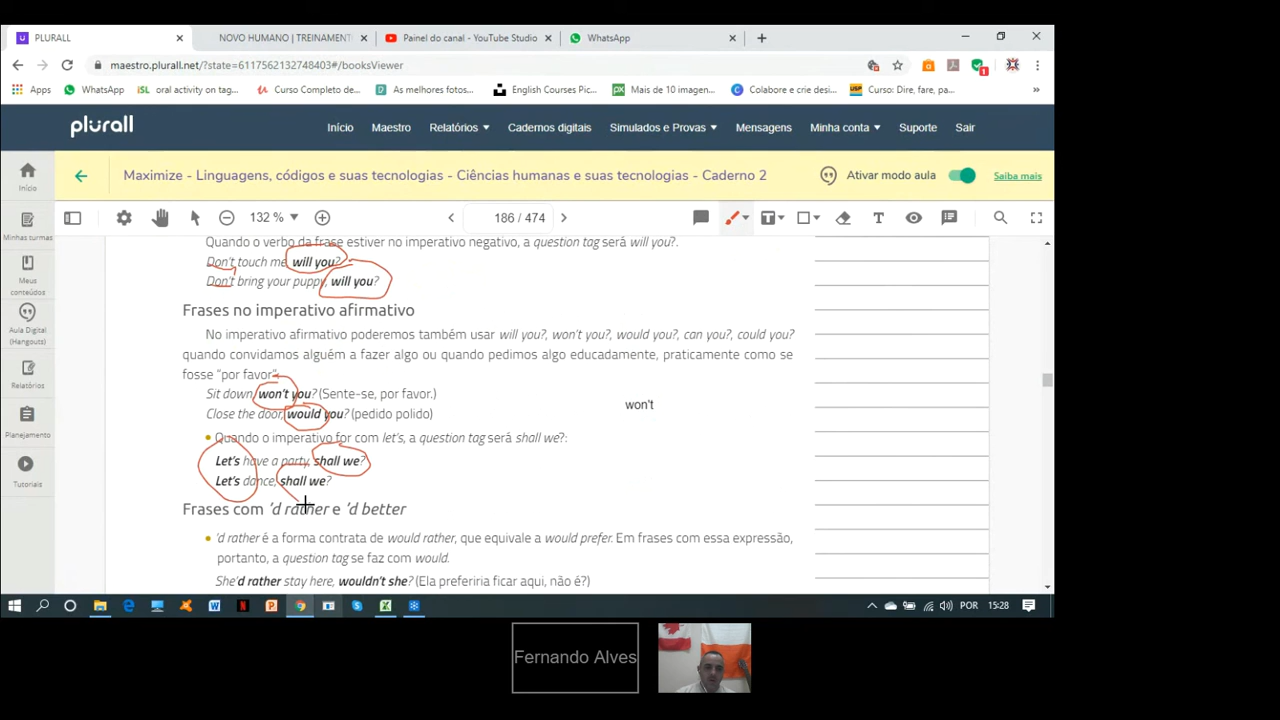 PLURALL
NOVO HUMANO | TREINAMENT
Painel do canal - YouTube Studio
WhatsApp
maestro.plurall.net/?state=6117562132748403#/booksViewer
Apps
WhatsApp
iSL oral activity on tag...
Curso Completo de...
As melhores fotos...
English Courses Pic...
Mais de 10 imagen...
Colabore e crie desi...
Curso: Dire, fare, pa...
plurall
Início
Maestro
Relatórios
Cadernos digitais
Simulados e Provas
Mensagens
Minha conta
Suporte
Sair
Início
Maximize - Linguagens, códigos e suas tecnologias - Ciências humanas e suas tecnologias - Caderno 2
Ativar modo aula
Saiba mais
Minhas turmas
Meus conteúdos
Aula Digital (Hangouts)
Relatórios
Planejamento
Tutoriais
132 %
186 / 474
Quando o verbo da frase estiver no imperativo negativo, a question tag será will you?.
Don't touch me, will you?
Don't bring your puppy, will you?
Frases no imperativo afirmativo
No imperativo afirmativo poderemos também usar will you?, won't you?, would you?, can you?, could you?
quando convidamos alguém a fazer algo ou quando pedimos algo educadamente, praticamente como se
fosse "por favor".
Sit down, won't you? (Sente-se, por favor.)
won't
Close the door, would you? (pedido polido)
• Quando o imperativo for com let's, a question tag será shall we?:
Let's have a party, shall we?
Let's dance, shall we?
Frases com 'd rather e 'd better
• 'd rather é a forma contrata de would rather, que equivale a would prefer. Em frases com essa expressão,
portanto, a question tag se faz com would.
She'd rather stay here, wouldn't she? (Ela preferiria ficar aqui, não é?)
POR
15:28
Fernando Alves